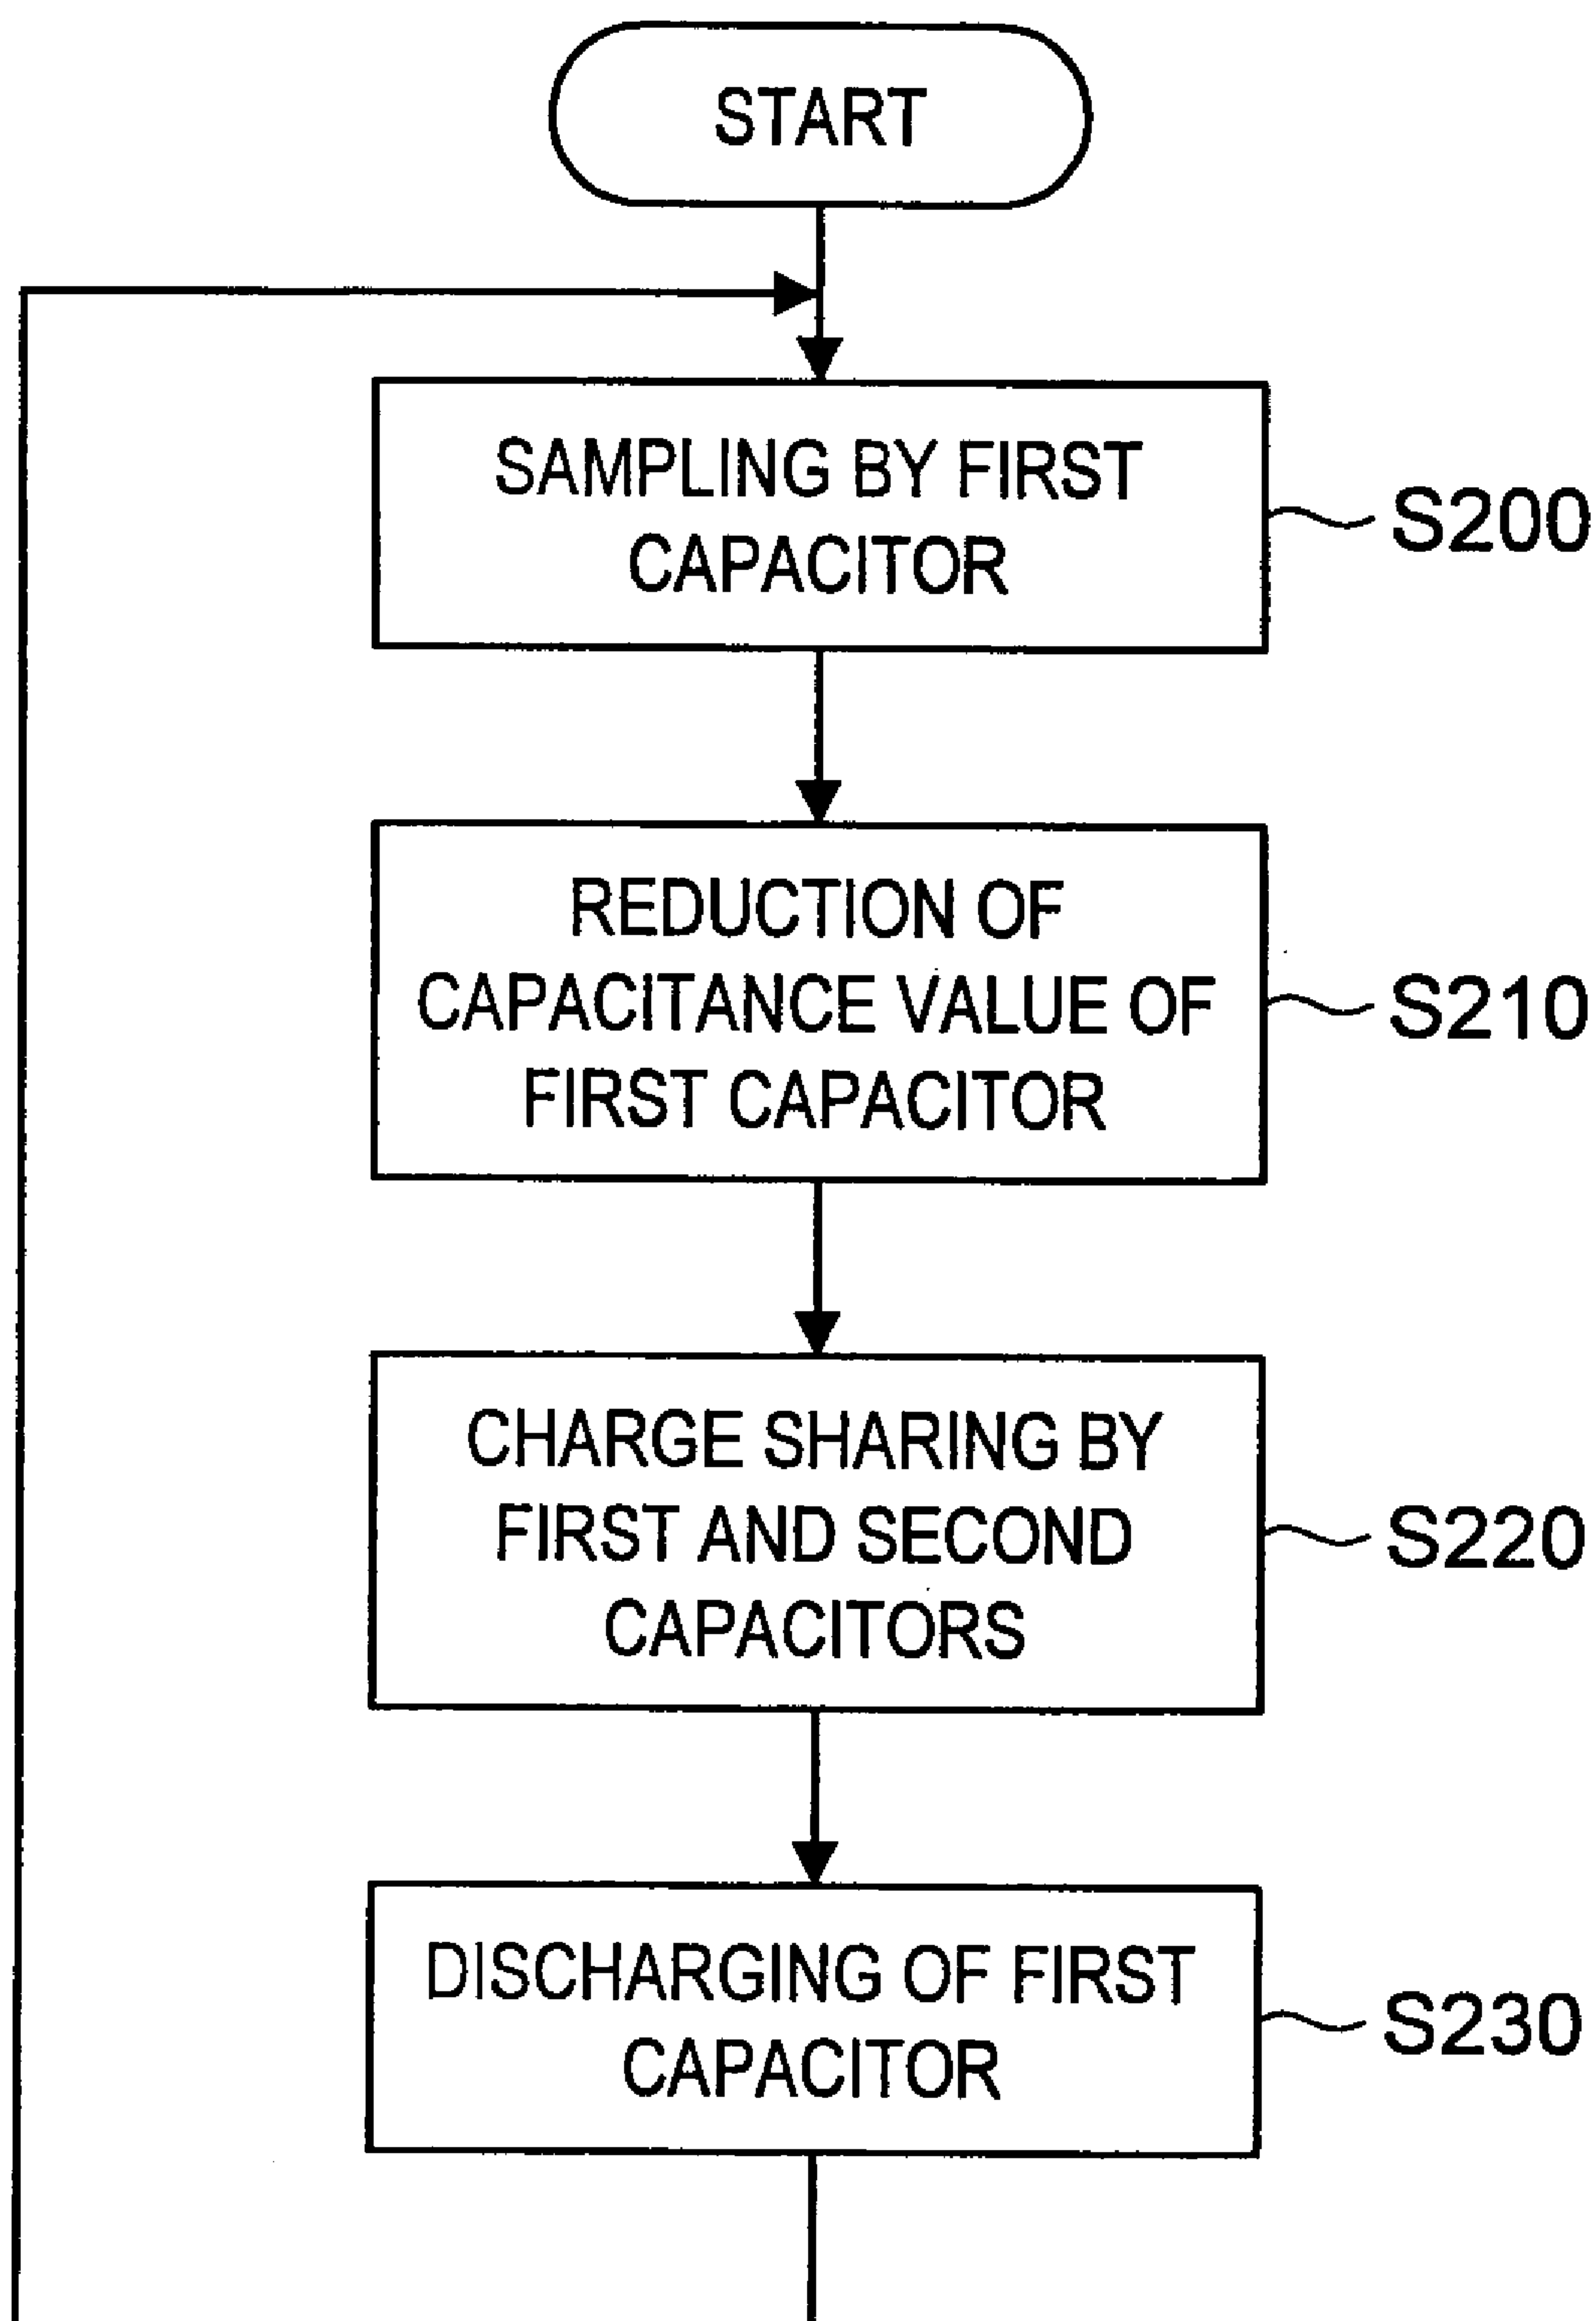 START
SAMPLING BY FIRST
CAPACITOR
S200
REDUCTION OF
CAPACITANCE VALUE OF
FIRST CAPACITOR
S210
CHARGE SHARING BY
FIRST AND SECOND
CAPACITORS
S220
DISCHARGING OF FIRST
CAPACITOR
S230